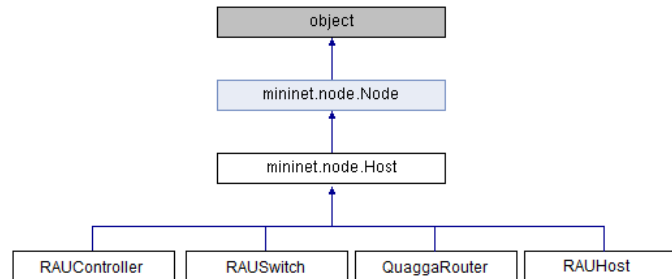 object
mininet.node.Node
mininet.node.Host
RAUController
RAUSwitch
QuaggaRouter
RAUHost